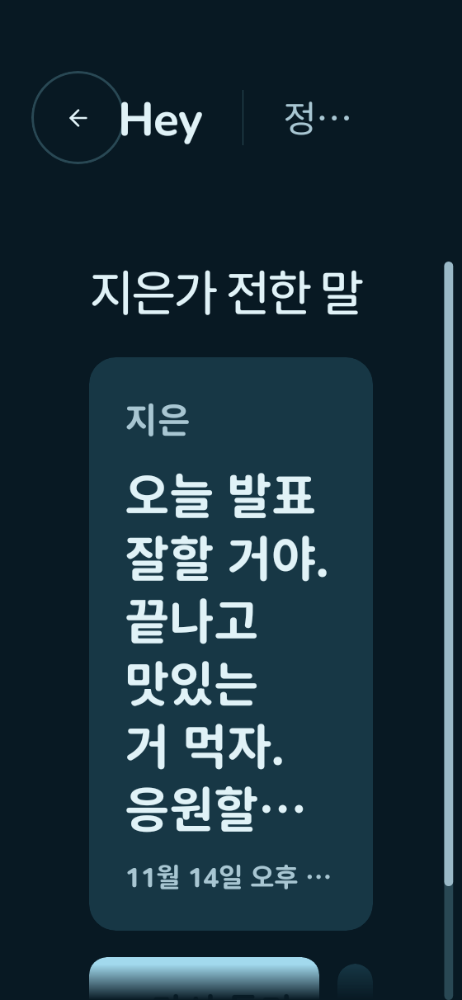 Hey
정…
지은가 전한 말
지은
오늘 발표
잘할 거야.
끝나고
맛있는
거 먹자.
응원할…
11월 14일 오후 …